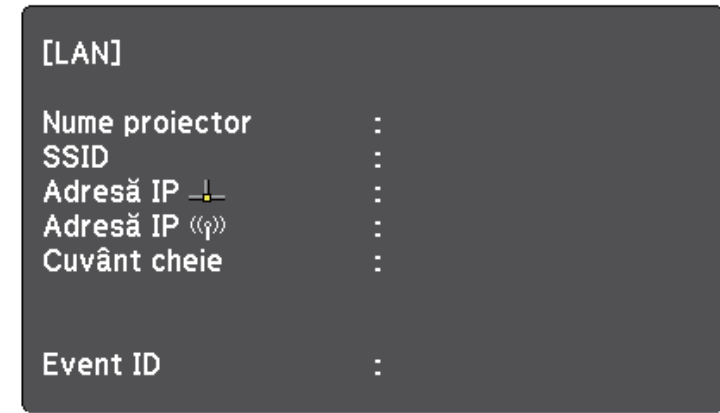 [LAN]
Nume proiector :
SSID :
Adresă IP :
Adresă IP :
Cuvânt cheie :
Event ID :